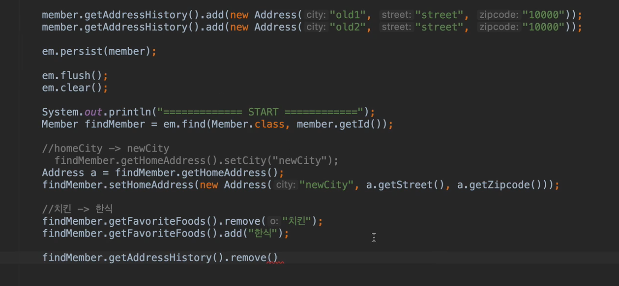 member.getAddressHistory().add(new Address( city: "old1", street: "street", zipcode: "10000"));
member.getAddressHistory().add(new Address( city: "old2", street: "street", zipcode: "10000"));
em.persist(member);
em.flush();
em.clear();
System.out.println("============= START ============");
Member findMember = em.find(Member.class, member.getId());
//homeCity -> newCity
findMember.getHomeAddress().setCity("newCity");
Address a = findMember.getHomeAddress();
findMember.setHomeAddress(new Address( city: "newCity", a.getStreet(), a.getZipcode()));
//치킨 -> 한식
findMember.getFavoriteFoods().remove( o: "치킨");
findMember.getFavoriteFoods().add("한식");
findMember.getAddressHistory().remove()